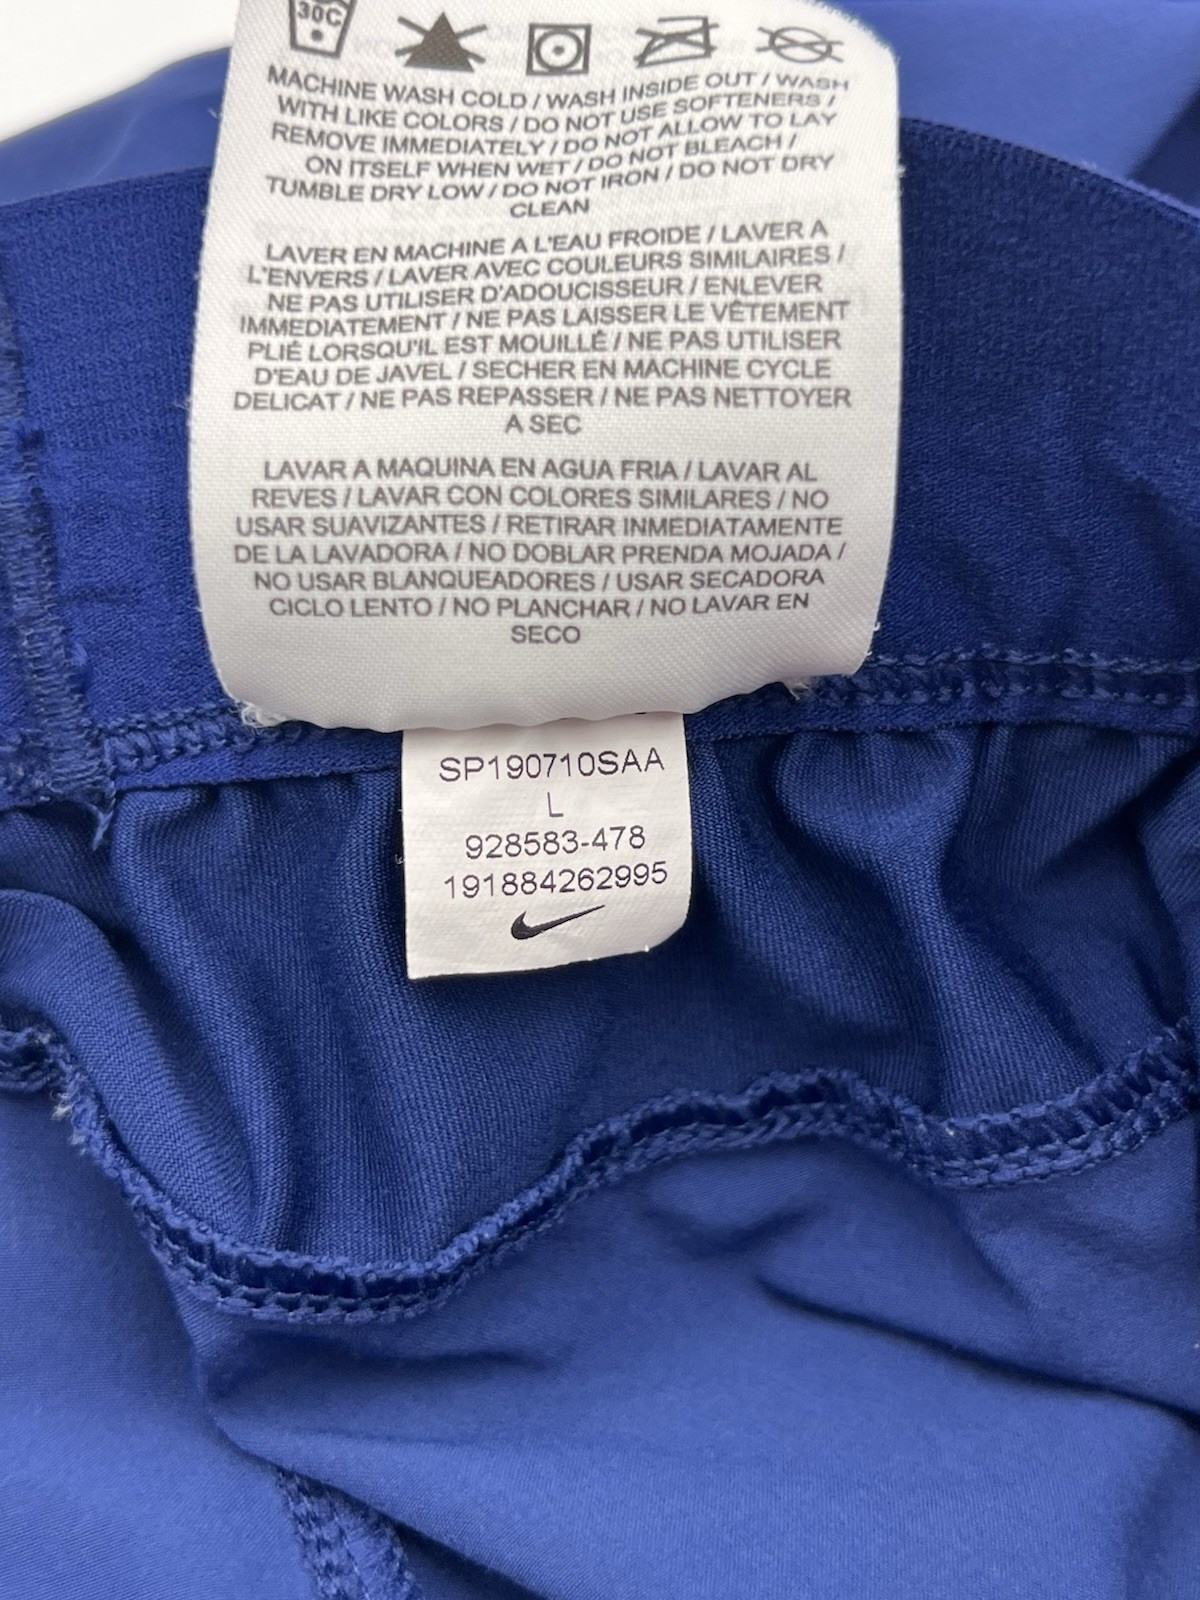 30C
MACHINE WASH COLD / WASH INSIDE OUT / WASH
WITH LIKE COLORS / DO NOT USE SOFTENERS /
REMOVE IMMEDIATELY / DO NOT ALLOW TO LAY
ON ITSELF WHEN WET / DO NOT BLEACH /
TUMBLE DRY LOW / DO NOT IRON / DO NOT DRY
CLEAN
LAVER EN MACHINE A L'EAU FROIDE / LAVER A
L'ENVERS / LAVER AVEC COULEURS SIMILAIRES /
NE PAS UTILISER D'ADOUCISSEUR / ENLEVER
IMMEDIATEMENT / NE PAS LAISSER LE VÊTEMENT
PLIÉ LORSQU'IL EST MOUILLÉ / NE PAS UTILISER
D'EAU DE JAVEL / SECHER EN MACHINE CYCLE
DELICAT / NE PAS REPASSER / NE PAS NETTOYER
A SEC
LAVAR A MAQUINA EN AGUA FRIA / LAVAR AL
REVES / LAVAR CON COLORES SIMILARES / NO
USAR SUAVIZANTES / RETIRAR INMEDIATAMENTE
DE LA LAVADORA / NO DOBLAR PRENDA MOJADA /
NO USAR BLANQUEADORES / USAR SECADORA
CICLO LENTO / NO PLANCHAR / NO LAVAR EN
SECO
SP190710SAA
L
928583-478
191884262995